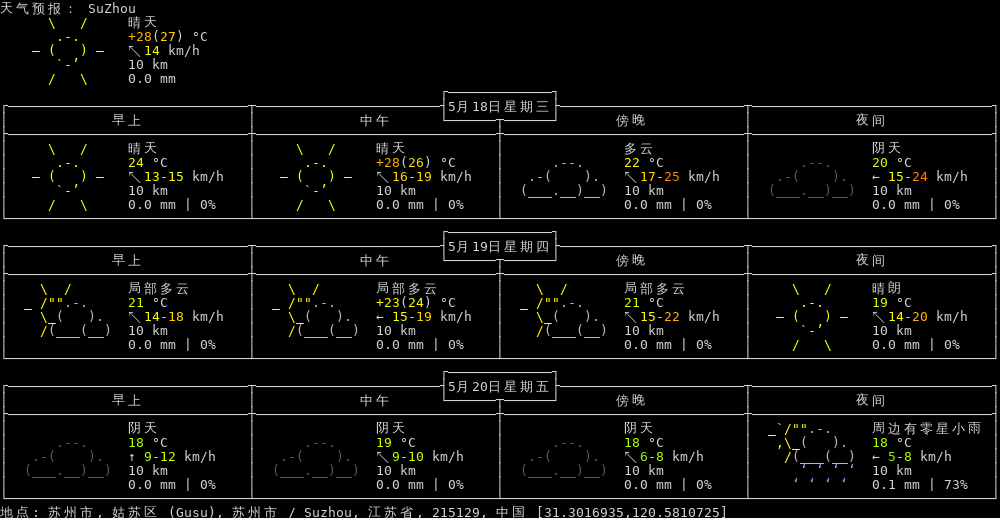 天气预报: SuZhou
晴天
+28(27) °C
↖ 14 km/h
10 km
0.0 mm
5月18日星期三
早上 中午 傍晚 夜间
晴天 晴天 多云 阴天
24 °C +28(26) °C 22 °C 20 °C
↖ 13-15 km/h ↖ 16-19 km/h ↖ 17-25 km/h ← 15-24 km/h
10 km 10 km 10 km 10 km
0.0 mm | 0% 0.0 mm | 0% 0.0 mm | 0% 0.0 mm | 0%
5月19日星期四
早上 中午 傍晚 夜间
局部多云 局部多云 局部多云 晴朗
21 °C +23(24) °C 21 °C 19 °C
↖ 14-18 km/h ← 15-19 km/h ↖ 15-22 km/h ↖ 14-20 km/h
10 km 10 km 10 km 10 km
0.0 mm | 0% 0.0 mm | 0% 0.0 mm | 0% 0.0 mm | 0%
5月20日星期五
早上 中午 傍晚 夜间
阴天 阴天 阴天 周边有零星小雨
18 °C 19 °C 18 °C 18 °C
↑ 9-12 km/h ↖ 9-10 km/h ↖ 6-8 km/h ← 5-8 km/h
10 km 10 km 10 km 10 km
0.0 mm | 0% 0.0 mm | 0% 0.0 mm | 0% 0.1 mm | 73%
地点: 苏州市, 姑苏区 (Gusu), 苏州市 / Suzhou, 江苏省, 215129, 中国 [31.3016935,120.5810725]